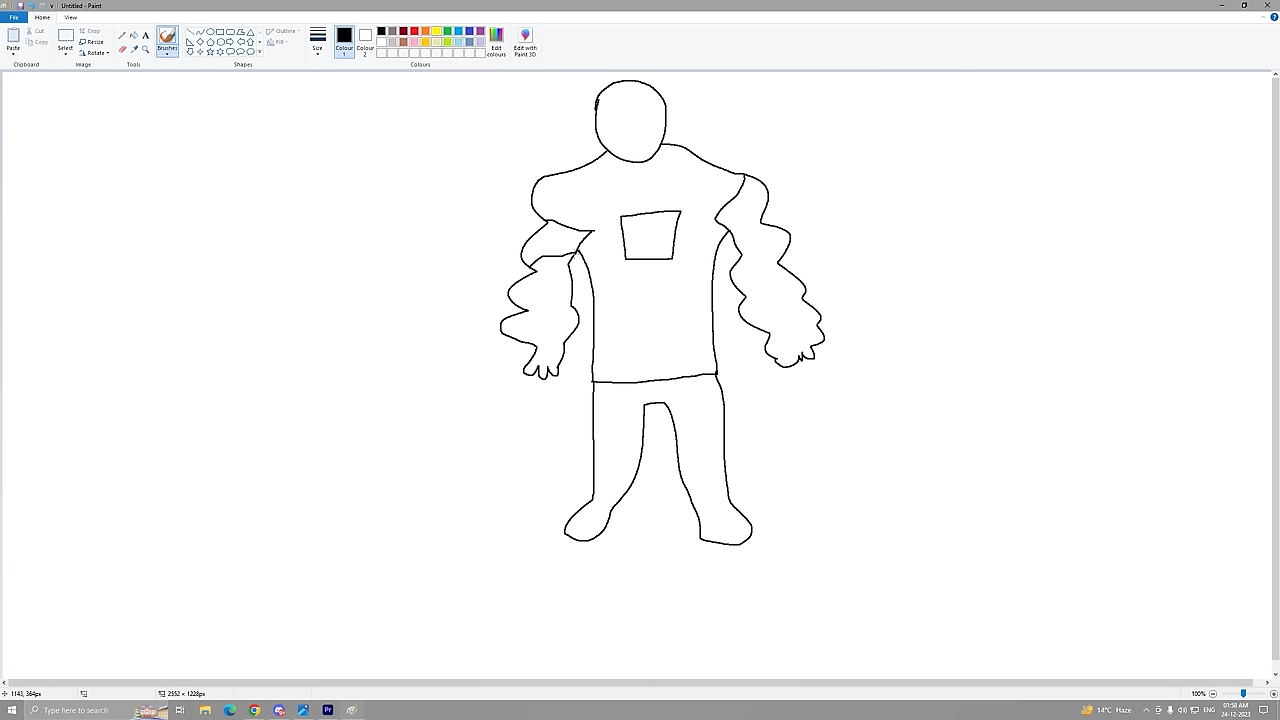 Untitled - Paint
File Home View
Paste Cut Copy Clipboard
Select Crop Resize Rotate Image
A Tools
Brushes
Outline Fill Shapes
Size
Colour 1
Colour 2
Edit colours
Edit with Paint 3D
Colours
1143, 364px
2552 × 1228px
100%
Type here to search
Pr
14°C Haze
ENG
01:58 AM
24-12-2023